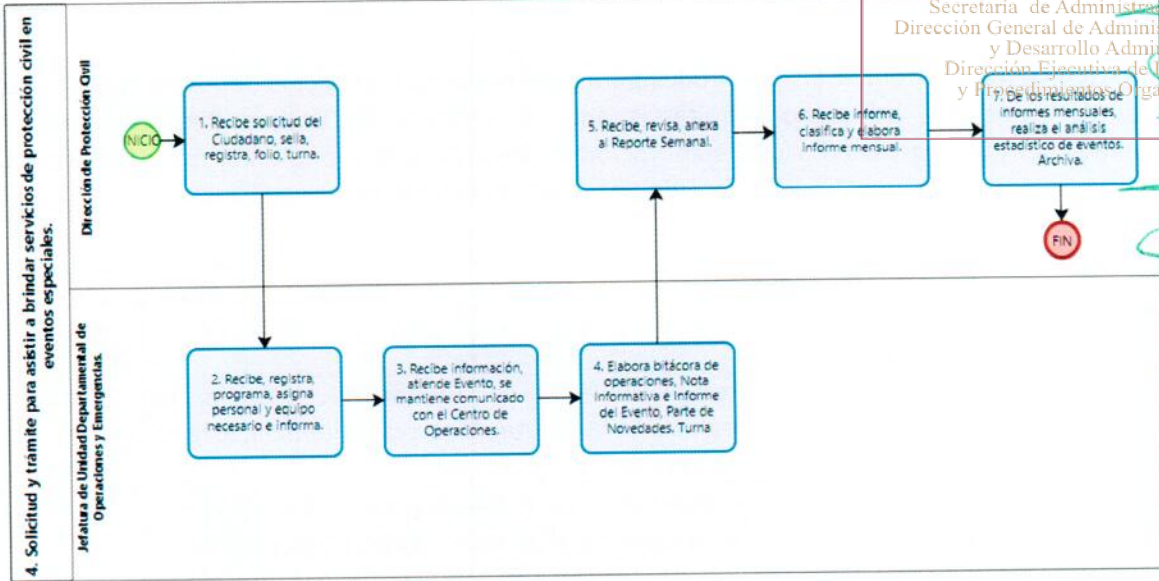 4. Solicitud y trámite para asistir a brindar servicios de protección civil en
eventos especiales.
Dirección de Protección Civil
Jefatura de Unidad Departamental de
Operaciones y Emergencias.
INICIO
1. Recibe solicitud del
Ciudadano, sella,
registra, folio, turna.
2. Recibe, registra,
programa, asigna
personal y equipo
necesario e informa.
3. Recibe información,
atiende Evento, se
mantiene comunicado
con el Centro de
Operaciones.
4. Elabora bitácora de
operaciones, Nota
Informativa e Informe
del Evento, Parte de
Novedades. Turna
5. Recibe, revisa, anexa
al Reporte Semanal.
6. Recibe informe,
clasifica y elabora
informe mensual.
7. De los resultados de
informes mensuales,
realiza el análisis
estadístico de eventos.
Archiva.
FIN
Secretaría de
Dirección General de
y Desarrollo
Dirección Ejecutiva de
y Procedimientos